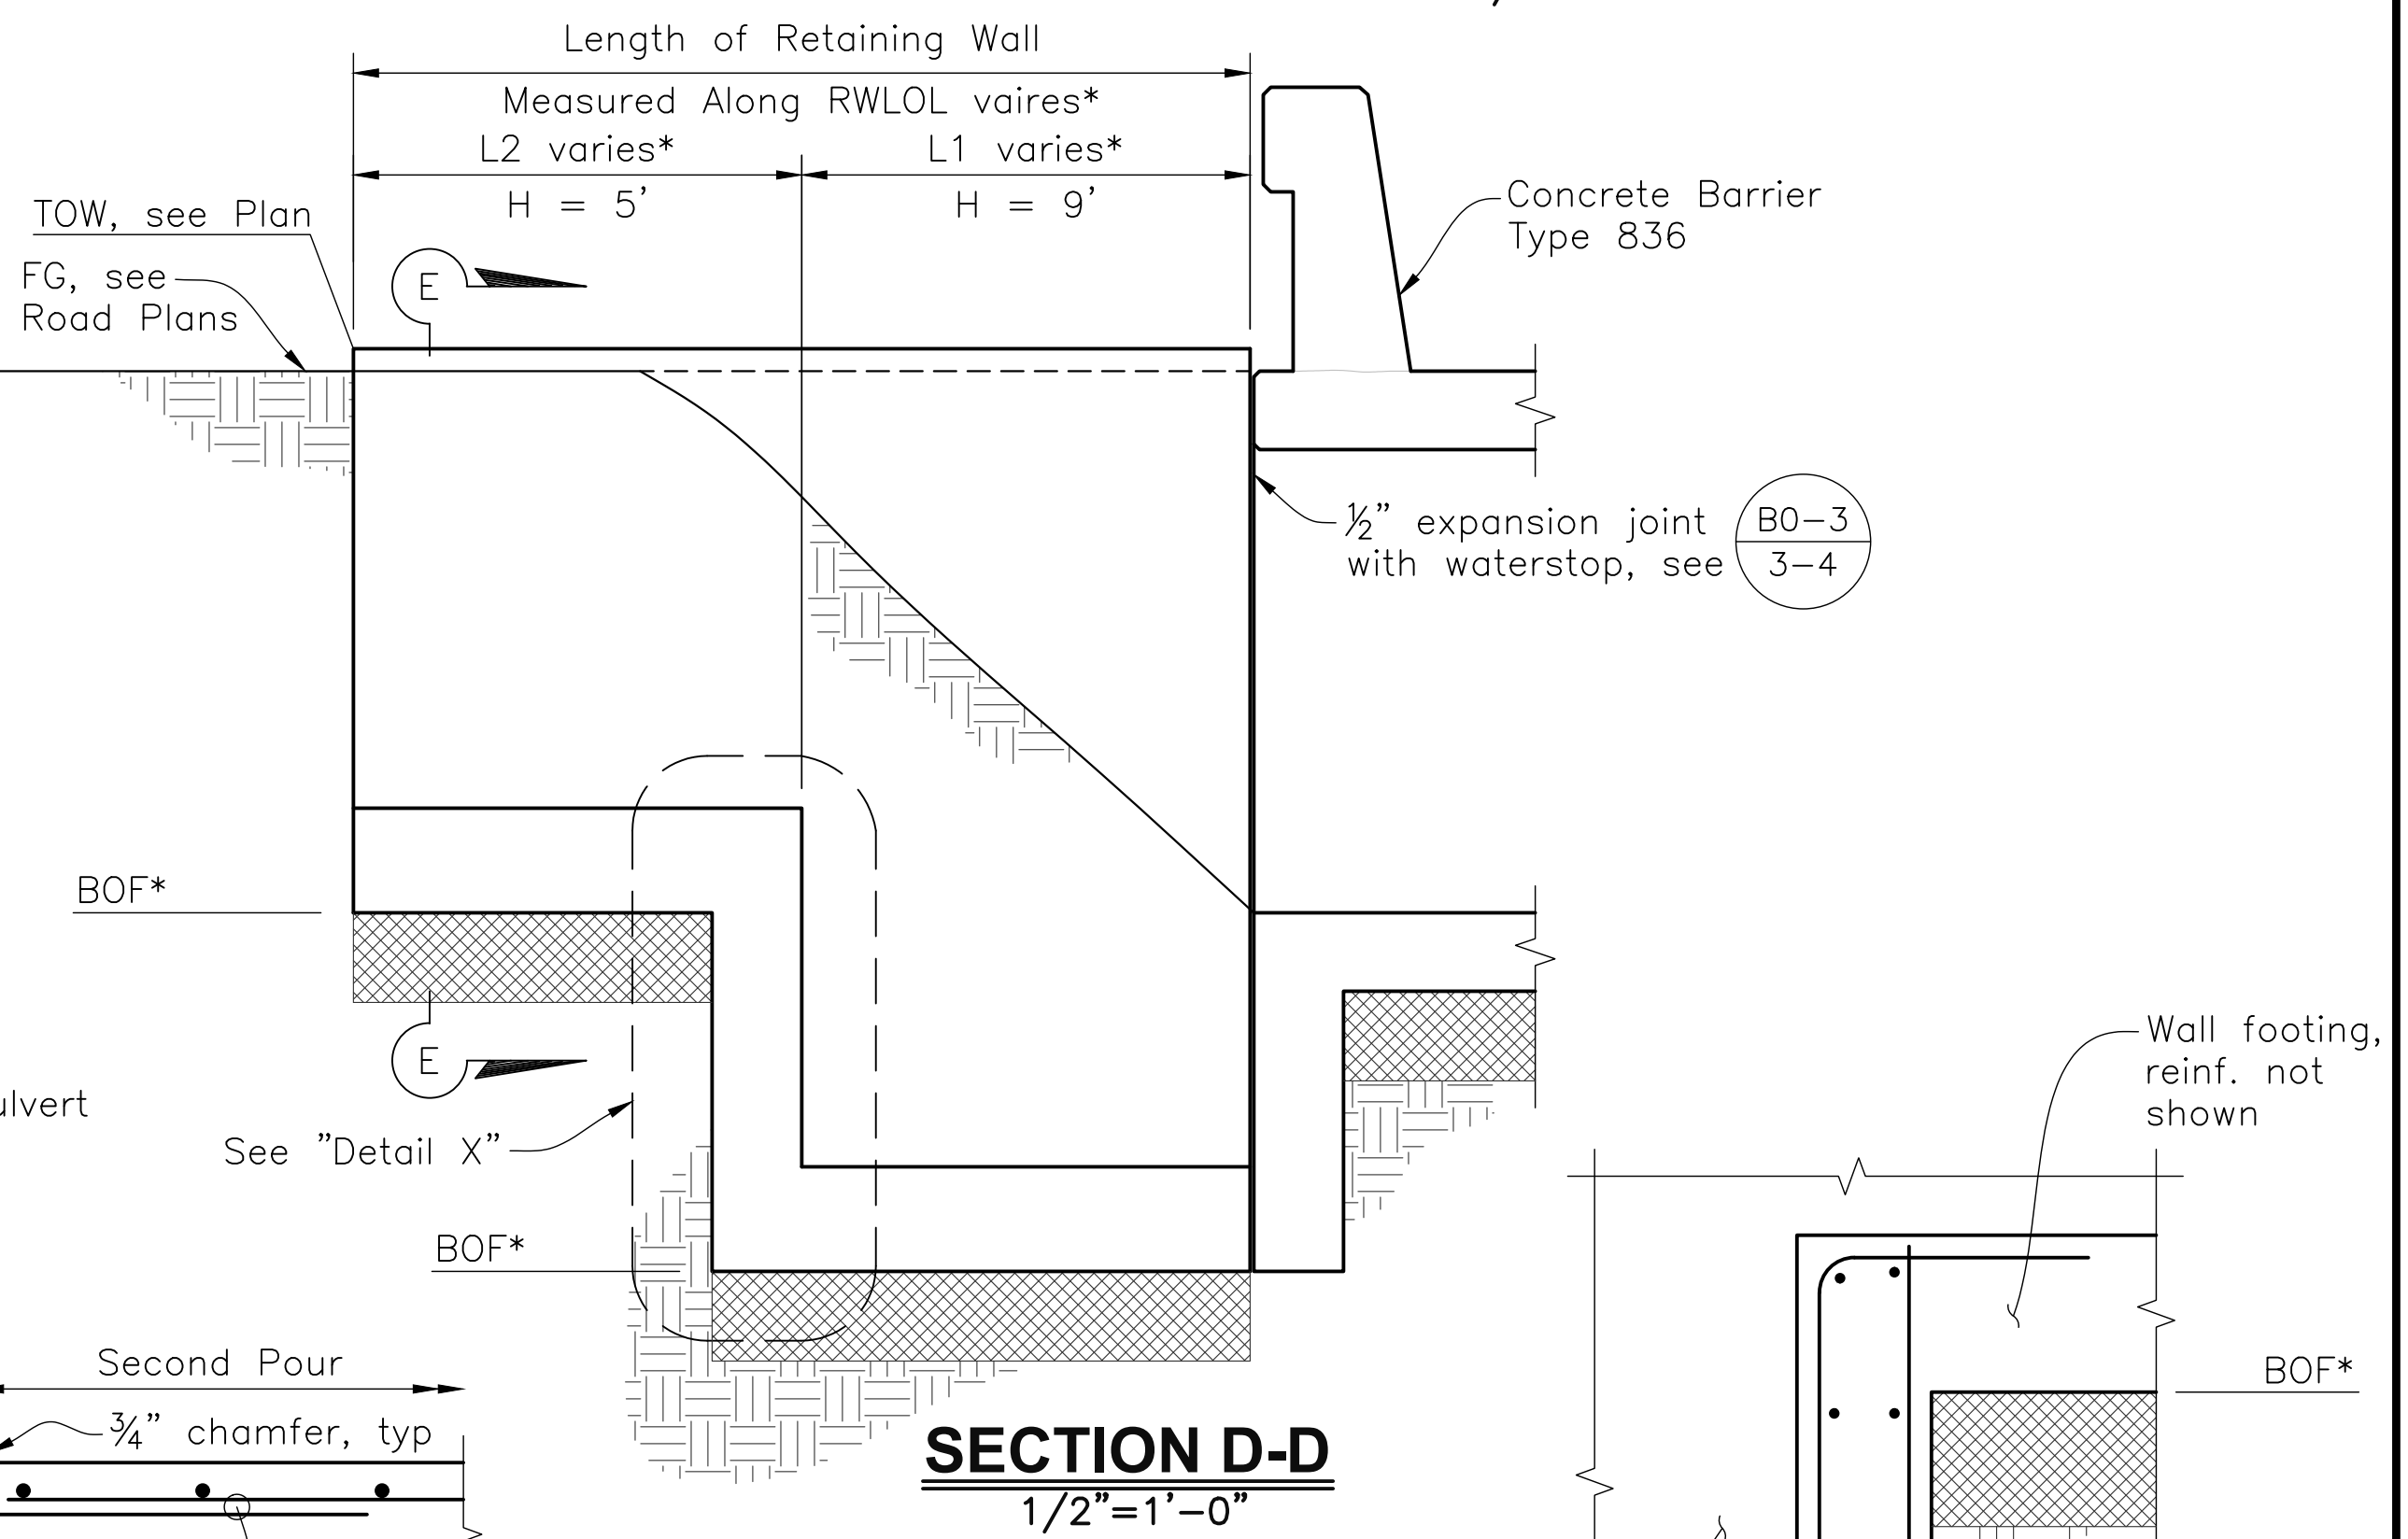 Length of Retaining Wall
Measured Along RWLOL vaires*
L2 varies*
L1 varies*
H = 5'
H = 9'
TOW, see Plan
FG, see
Road Plans
E
Concrete Barrier
Type 836
½" expansion joint
with waterstop, see
B0-3
3-4
BOF*
E
See "Detail X"
BOF*
Wall footing,
reinf. not
shown
BOF*
Second Pour
¾" chamfer, typ
SECTION D-D
1/2"=1'-0"